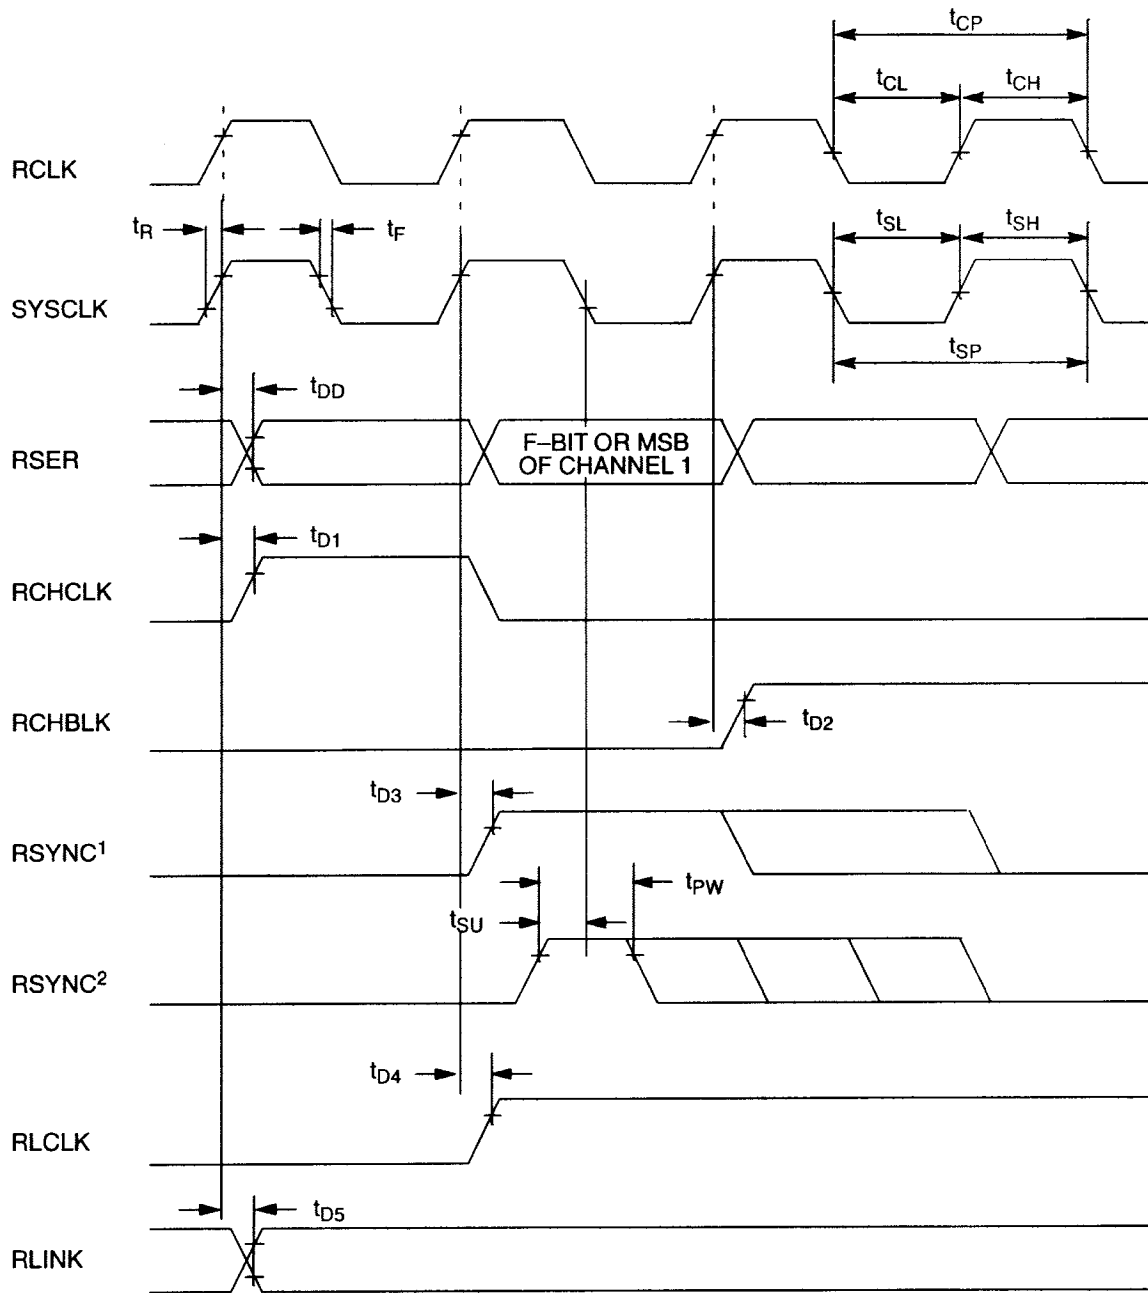 tCP
tCL tCH
RCLK
tR tF tSL tSH
SYSCLK
tSP
tDD
RSER
F–BIT OR MSB
OF CHANNEL 1
tD1
RCHCLK
RCHBLK
tD2
tD3
RSYNC1
tPW
tSU
RSYNC2
tD4
RLCLK
tD5
RLINK